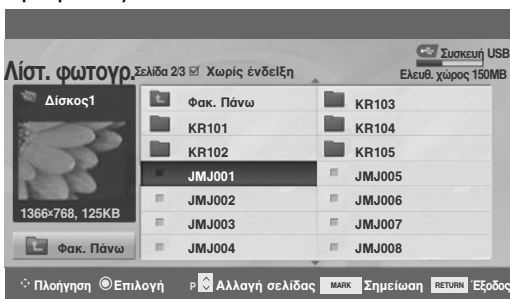 Συσκευή USB
Λίστ. φωτογρ. Σελίδα 2/3 Χωρίς ένδειξη Ελευθ. χώρος 150MB
Δίσκος1
Φακ. Πάνω KR103
KR101 KR104
KR102 KR105
JMJ001 JMJ005
JMJ002 JMJ006
1366×768, 125KB
JMJ003 JMJ007
Φακ. Πάνω JMJ004 JMJ008
Πλοήγηση Επιλογή P Αλλαγή σελίδας MARK Σημείωση RETURN Έξοδος